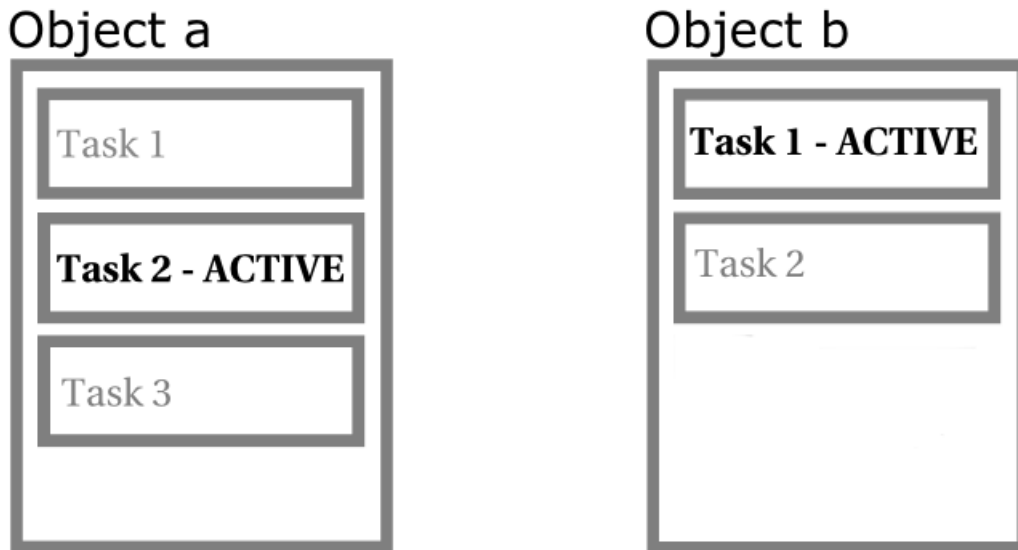 Object a
Task 1
Task 2 - ACTIVE
Task 3
Object b
Task 1 - ACTIVE
Task 2